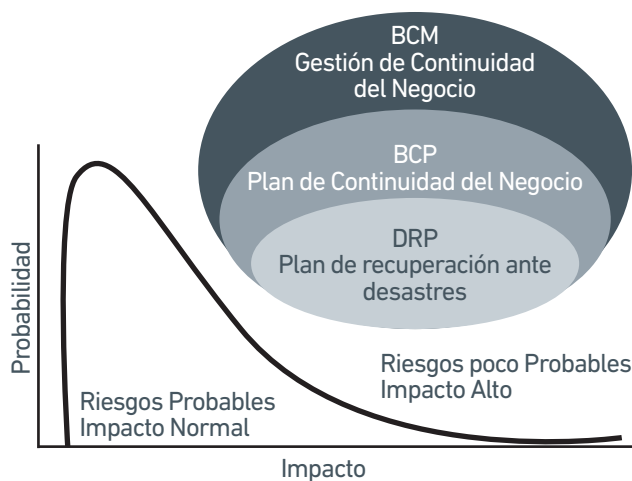 BCM
Gestión de Continuidad
del Negocio
BCP
Plan de Continuidad del Negocio
DRP
Plan de recuperación ante
desastres
Probabilidad
Riesgos poco Probables
Impacto Alto
Riesgos Probables
Impacto Normal
Impacto